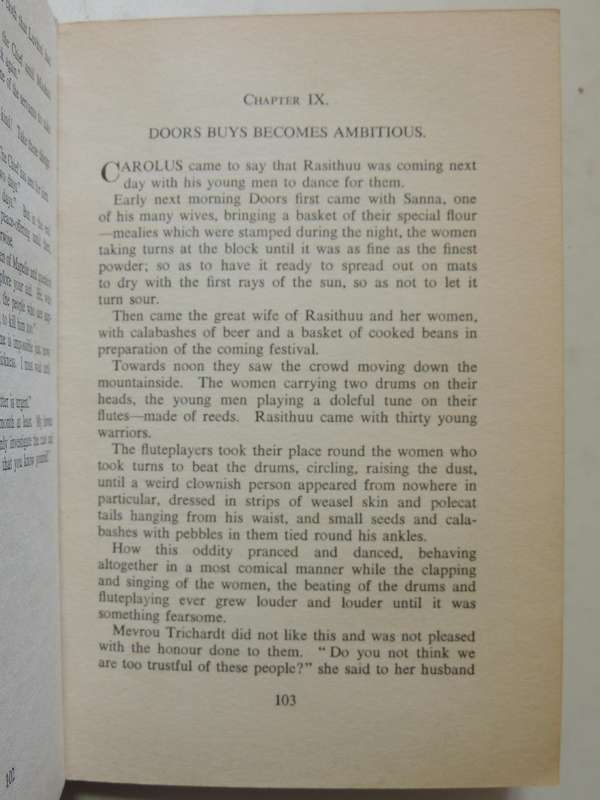 CHAPTER IX.
DOORS BUYS BECOMES AMBITIOUS.
CAROLUS came to say that Rasithuu was coming next
day with his young men to dance for them.
Early next morning Doors first came with Sanna, one
of his many wives, bringing a basket of their special flour
—mealies which were stamped during the night, the women
taking turns at the block until it was as fine as the finest
powder; so as to have it ready to spread out on mats
to dry with the first rays of the sun, so as not to let it
turn sour.
Then came the great wife of Rasithuu and her women,
with calabashes of beer and a basket of cooked beans in
preparation of the coming festival.
Towards noon they saw the crowd moving down the
mountainside. The women carrying two drums on their
heads, the young men playing a doleful tune on their
flutes—made of reeds. Rasithuu came with thirty young
warriors.
The fluteplayers took their place round the women who
took turns to beat the drums, circling, raising the dust,
until a weird clownish person appeared from nowhere in
particular, dressed in strips of weasel skin and polecat
tails hanging from his waist, and small seeds and cala-
bashes with pebbles in them tied round his ankles.
How this oddity pranced and danced, behaving
altogether in a most comical manner while the clapping
and singing of the women, the beating of the drums and
fluteplaying ever grew louder and louder until it was
something fearsome.
Mevrou Trichardt did not like this and was not pleased
with the honour done to them. “Do you not think we
are too trustful of these people?” she said to her husband
103
102